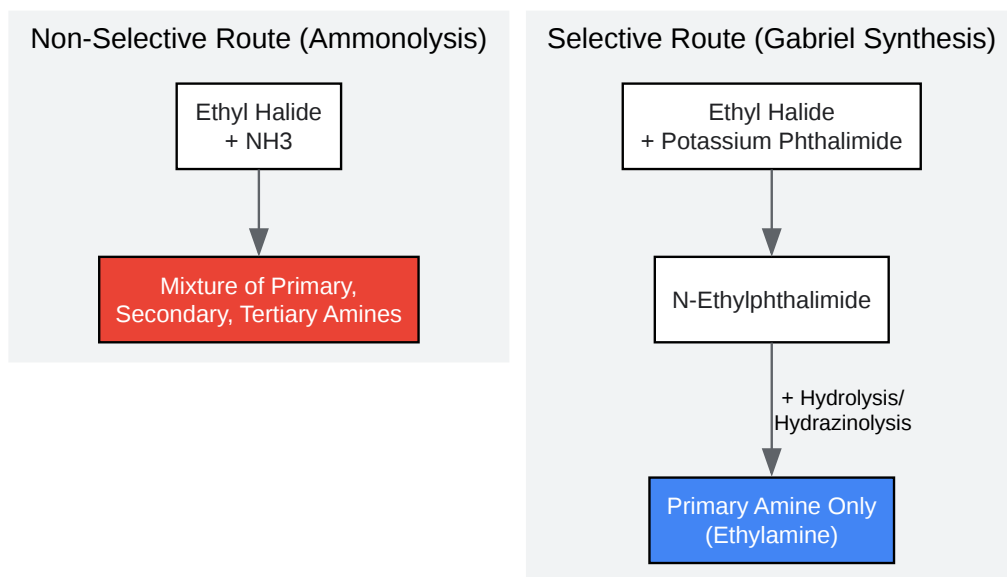 Non-Selective Route (Ammonolysis)
Ethyl Halide
+ NH3
Mixture of Primary,
Secondary, Tertiary Amines
Selective Route (Gabriel Synthesis)
Ethyl Halide
+ Potassium Phthalimide
N-Ethylphthalimide
+ Hydrolysis/
Hydrazinolysis
Primary Amine Only
(Ethylamine)